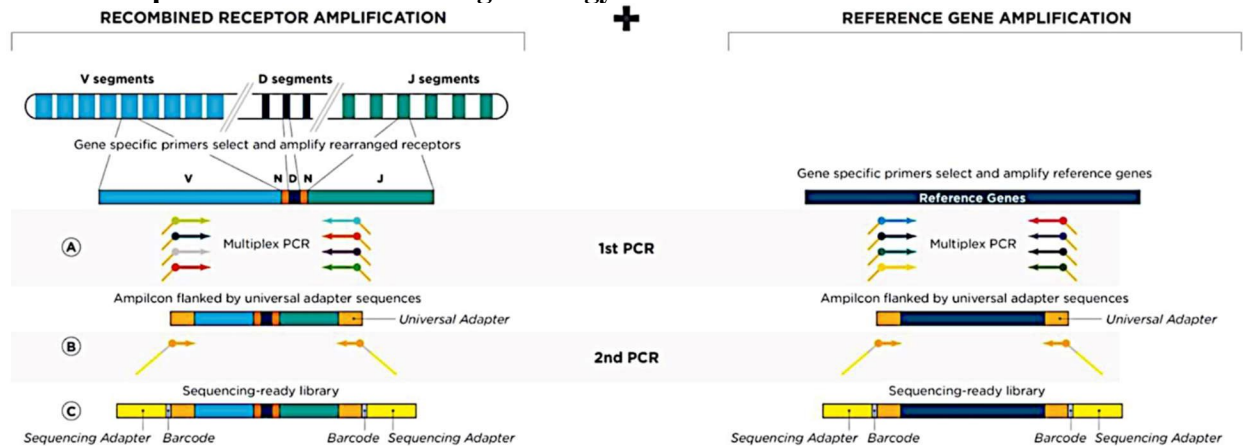 RECOMBINED RECEPTOR AMPLIFICATION
REFERENCE GENE AMPLIFICATION
V segments
D segments
J segments
Gene specific primers select and amplify rearranged receptors
V
N
D
N
J
Gene specific primers select and amplify reference genes
Reference Genes
A
Multiplex PCR
1st PCR
Multiplex PCR
Ampilcon flanked by universal adapter sequences
Universal Adapter
Ampilcon flanked by universal adapter sequences
Universal Adapter
B
2nd PCR
Sequencing-ready library
Sequencing-ready library
C
Sequencing Adapter
Barcode
Barcode
Sequencing Adapter
Sequencing Adapter
Barcode
Barcode
Sequencing Adapter